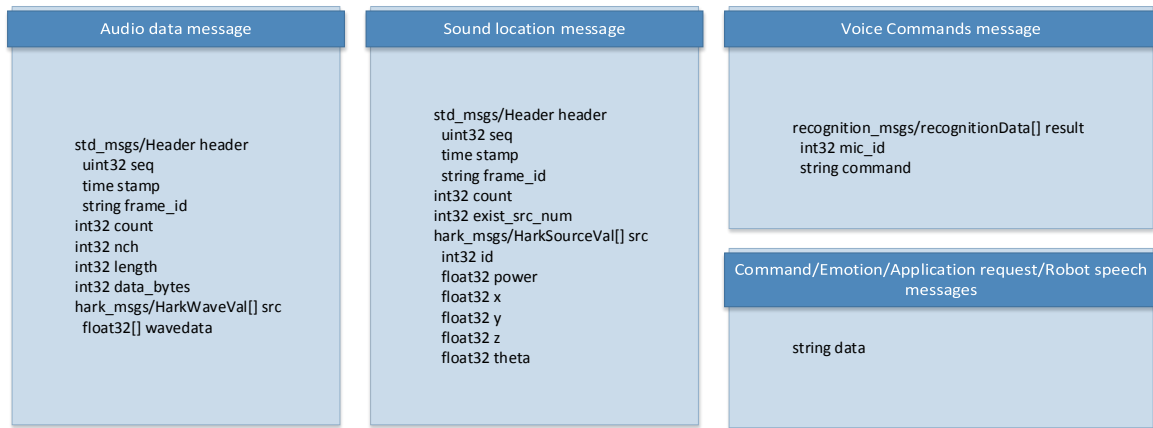 Audio data message
std_msgs/Header header
uint32 seq
time stamp
string frame_id
int32 count
int32 nch
int32 length
int32 data_bytes
hark_msgs/HarkWaveVal[] src
float32[] wavedata
Sound location message
std_msgs/Header header
uint32 seq
time stamp
string frame_id
int32 count
int32 exist_src_num
hark_msgs/HarkSourceVal[] src
int32 id
float32 power
float32 x
float32 y
float32 z
float32 theta
Voice Commands message
recognition_msgs/recognitionData[] result
int32 mic_id
string command
Command/Emotion/Application request/Robot speech
messages
string data